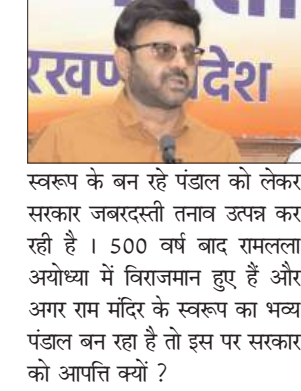 रखण्ड
देश
स्वरूप के बन रहे पंडाल को लेकर
सरकार जबरदस्ती तनाव उत्पन्न कर
रही है । 500 वर्ष बाद रामलला
अयोध्या में विराजमान हुए हैं और
अगर राम मंदिर के स्वरूप का भव्य
पंडाल बन रहा है तो इस पर सरकार
को आपत्ति क्यों ?